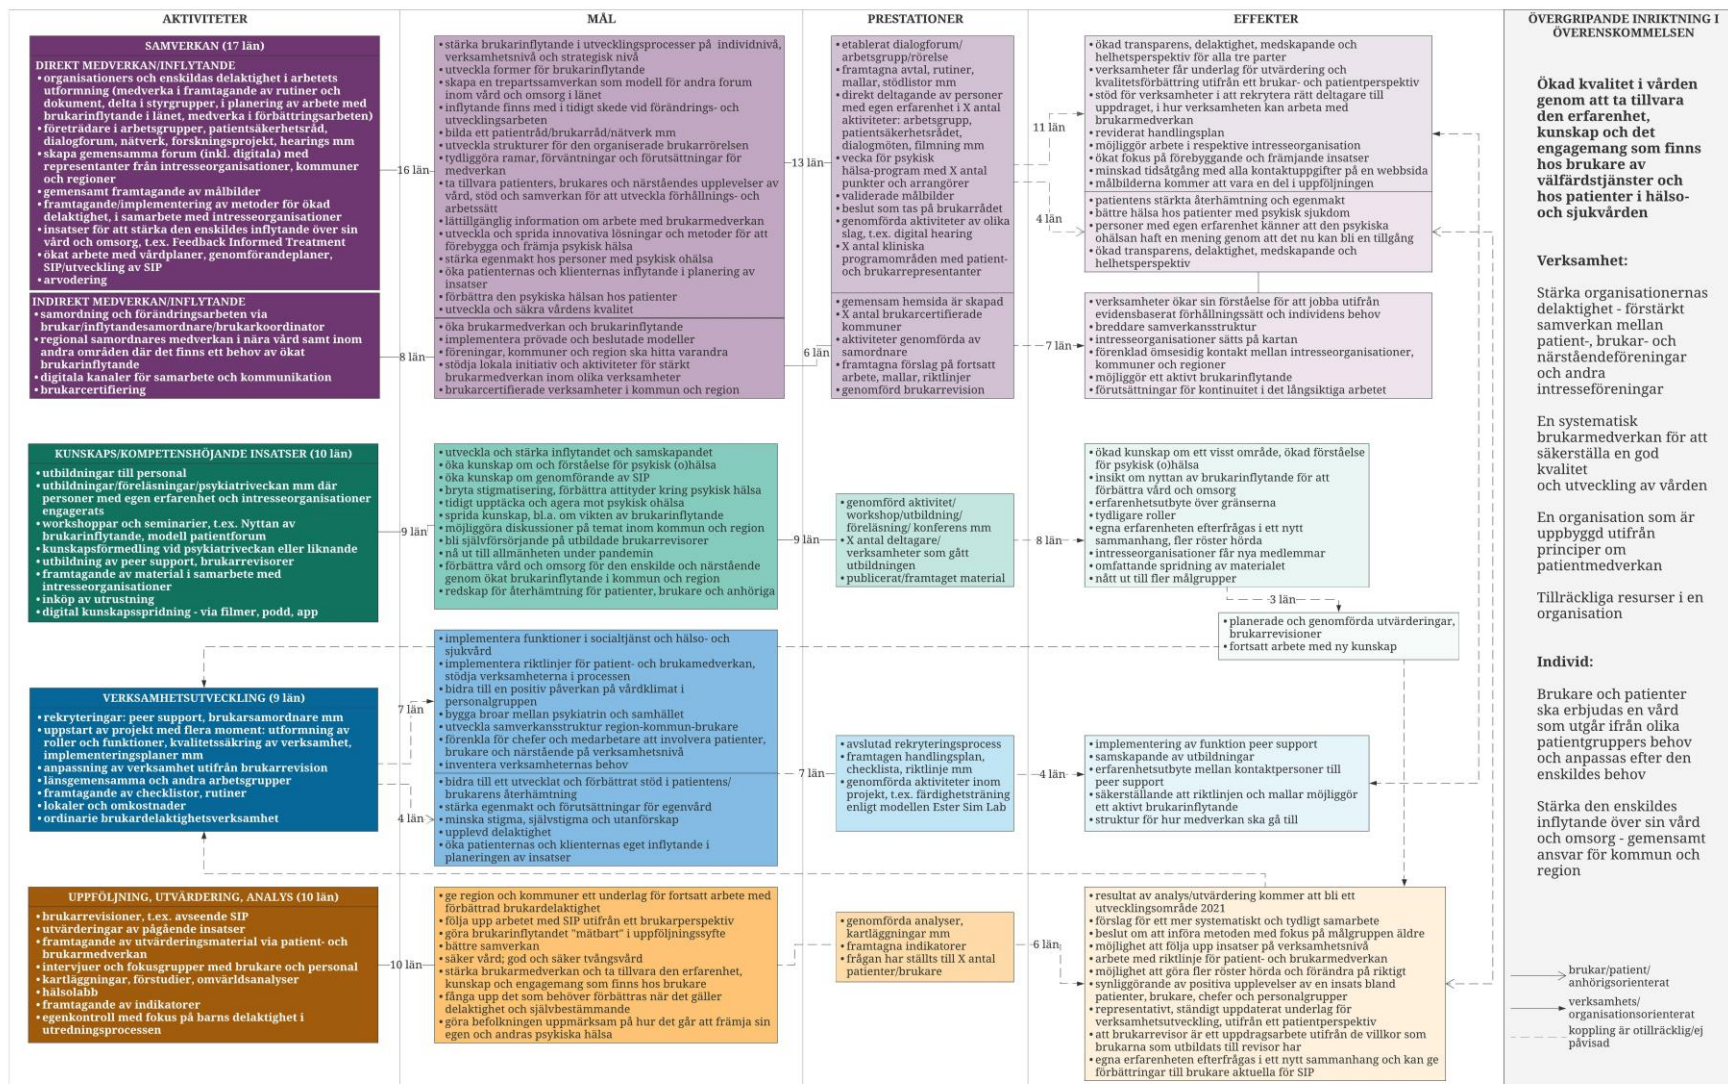 AKTIVITETER
SAMVERKAN (17 län)
DIREKT MEDVERKAN/INFLYTANDE
• organisationers och enskildas delaktighet i arbetets
utformning (medverka i framtagande av rutiner och
dokument, delta i styrgrupper, i planering av arbete med
brukarinflytande i länet, medverka i förbättringsarbeten)
• företrädare i arbetsgrupper, patientsäkerhetsråd,
dialogforum, nätverk, forskningsprojekt, hearings mm
• skapa gemensamma forum (inkl. digitala) med
representanter från intresseorganisationer, kommuner
och regioner
• gemensamt framtagande av målbilder
• framtagande/implementering av metoder för ökad
delaktighet, i samarbete med intresseorganisationer
• insatser för att stärka den enskildes inflytande över sin
vård och omsorg, t.ex. Feedback Informed Treatment
• ökat arbete med vårdplaner, genomförandeplaner,
SIP/utveckling av SIP
• arvodering
INDIREKT MEDVERKAN/INFLYTANDE
• samordning och förändringsarbeten via
brukar/inflytandesamordnare/brukarkoordinator
• regional samordnares medverkan i nära vård samt inom
andra områden där det finns ett behov av ökat
brukarinflytande
• digitala kanaler för samarbete och kommunikation
• brukarcertifiering
KUNSKAPS/KOMPETENSHÖJANDE INSATSER (10 län)
• utbildningar till personal
• utbildningar/föreläsningar/psykiatriveckan mm där
personer med egen erfarenhet och intresseorganisationer
engagerats
• workshoppar och seminarier, t.ex. Nyttan av
brukarinflytande, modell patientforum
• kunskapsförmedling vid psykiatriveckan eller liknande
• utbildning av peer support, brukarrevisorer
• framtagande av material i samarbete med
intresseorganisationer
• inköp av utrustning
• digital kunskapsspridning - via filmer, podd, app
VERKSAMHETSUTVECKLING (9 län)
• rekryteringar: peer support, brukarsamordnare mm
• uppstart av projekt med flera moment: utformning av
roller och funktioner, kvalitetssäkring av verksamhet,
implementeringsplaner mm
• anpassning av verksamhet utifrån brukarrevision
• länsgemensamma och andra arbetsgrupper
• framtagande av checklistor, rutiner
• lokaler och omkostnader
• ordinarie brukardelaktighetsverksamhet
UPPFÖLJNING, UTVÄRDERING, ANALYS (10 län)
• brukarrevisioner, t.ex. avseende SIP
• utvärderingar av pågående insatser
• framtagande av utvärderingsmaterial via patient- och
brukarmedverkan
• intervjuer och fokusgrupper med brukare och personal
• kartläggningar, förstudier, omvärldsanalyser
• hälsolabb
• framtagande av indikatorer
• egenkontroll med fokus på barns delaktighet i
utredningsprocessen
16 län
8 län
9 län
7 län
4 län
10 län
MÅL
• stärka brukarinflytande i utvecklingsprocesser på individnivå,
verksamhetsnivå och strategisk nivå
• utveckla former för brukarinflytande
• skapa en trepartssamverkan som modell för andra forum
inom vård och omsorg i länet
• inflytande finns med i tidigt skede vid förändrings- och
utvecklingsarbeten
• bilda ett patientråd/brukarråd/nätverk mm
• utveckla strukturer för den organiserade brukarrörelsen
• tydliggöra ramar, förväntningar och förutsättningar för
medverkan
• ta tillvara patienters, brukares och närståendes upplevelser av
vård, stöd och samverkan för att utveckla förhållnings- och
arbetssätt
• lättillgänglig information om arbete med brukarmedverkan
• utveckla och sprida innovativa lösningar och metoder för att
förebygga och främja psykisk hälsa
• stärka egenmakt hos personer med psykisk ohälsa
• öka patienternas och klienternas inflytande i planering av
insatser
• förbättra den psykiska hälsan hos patienter
• utveckla och säkra vårdens kvalitet
• öka brukarmedverkan och brukarinflytande
• implementera prövade och beslutade modeller
• föreningar, kommuner och region ska hitta varandra
• stödja lokala initiativ och aktiviteter för stärkt
brukarmedverkan inom olika verksamheter
• brukarcertifierade verksamheter i kommun och region
• utveckla och stärka inflytandet och samskapandet
• öka kunskap om och förståelse för psykisk (o)hälsa
• öka kunskap om genomförande av SIP
• bryta stigmatisering, förbättra attityder kring psykisk hälsa
• tidigt upptäcka och agera mot psykisk ohälsa
• sprida kunskap, bl.a. om vikten av brukarinflytande
• möjliggöra diskussioner på temat inom kommun och region
• bli självförsörjande på utbildade brukarrevisorer
• nå ut till allmänheten under pandemin
• förbättra vård och omsorg för den enskilde och närstående
genom ökat brukarinflytande i kommun och region
• redskap för återhämtning för patienter, brukare och anhöriga
• implementera funktioner i socialtjänst och hälso- och
sjukvård
• implementera riktlinjer för patient- och brukamedverkan,
stödja verksamheterna i processen
• bidra till en positiv påverkan på vårdklimat i
personalgruppen
• bygga broar mellan psykiatrin och samhället
• utveckla samverkansstruktur region-kommun-brukare
• förenkla för chefer och medarbetare att involvera patienter,
brukare och närstående på verksamhetsnivå
• inventera verksamheternas behov
• bidra till ett utvecklat och förbättrat stöd i patientens/
brukarens återhämtning
• stärka egenmakt och förutsättningar för egenvård
• minska stigma, självstigma och utanförskap
• upplevd delaktighet
• öka patienternas och klienternas eget inflytande i
planeringen av insatser
• ge region och kommuner ett underlag för fortsatt arbete med
förbättrad brukardelaktighet
• följa upp arbetet med SIP utifrån ett brukarperspektiv
• göra brukarinflytandet "mätbart" i uppföljningssyfte
• bättre samverkan
• säker vård; god och säker tvångsvård
• stärka brukarmedverkan och ta tillvara den erfarenhet,
kunskap och engagemang som finns hos brukare
• fånga upp det som behöver förbättras när det gäller
delaktighet och självbestämmande
• göra befolkningen uppmärksam på hur det går att främja sin
egen och andras psykiska hälsa
13 län
6 län
9 län
7 län
PRESTATIONER
• etablerat dialogforum/
arbetsgrupp/rörelse
• framtagna avtal, rutiner,
mallar, stödlistor mm
• direkt deltagande av personer
med egen erfarenhet i X antal
aktiviteter: arbetsgrupp,
patientsäkerhetsrådet,
dialogmöten, filmning mm
• vecka för psykisk
hälsa-program med X antal
punkter och arrangörer
• validerade målbilder
• beslut som tas på brukarrådet
• genomförda aktiviteter av olika
slag, t.ex. digital hearing
• X antal kliniska
programområden med patient-
och brukarrepresentanter
• gemensam hemsida är skapad
• X antal brukarcertifierade
kommuner
• aktiviteter genomförda av
samordnare
• framtagna förslag på fortsatt
arbete, mallar, riktlinjer
• genomförd brukarrevision
• genomförd aktivitet/
workshop/utbildning/
föreläsning/ konferens mm
• X antal deltagare/
verksamheter som gått
utbildningen
• publicerat/framtaget material
• avslutad rekryteringsprocess
• framtagen handlingsplan,
checklista, riktlinje mm
• genomförda aktiviteter inom
projekt, t.ex. färdighetsträning
enligt modellen Ester Sim Lab
• genomförda analyser,
kartläggningar mm
• framtagna indikatorer
• frågan har ställts till X antal
patienter/brukare
11 län
4 län
7 län
8 län
4 län
6 län
EFFEKTER
• ökad transparens, delaktighet, medskapande och
helhetsperspektiv för alla tre parter
• verksamheter får underlag för utvärdering och
kvalitetsförbättring utifrån ett brukar- och patientperspektiv
• stöd för verksamheter i att rekrytera rätt deltagare till
uppdraget, i hur verksamheten kan arbeta med
brukarmedverkan
• reviderat handlingsplan
• möjliggör arbete i respektive intresseorganisation
• ökat fokus på förebyggande och främjande insatser
• minskad tidsåtgång med alla kontaktuppgifter på en webbsida
• målbilderna kommer att vara en del i uppföljningen
• patientens stärkta återhämtning och egenmakt
• bättre hälsa hos patienter med psykisk sjukdom
• personer med egen erfarenhet känner att den psykiska
ohälsan haft en mening genom att det nu kan bli en tillgång
• ökad transparens, delaktighet, medskapande och
helhetsperspektiv
• verksamheter ökar sin förståelse för att jobba utifrån
evidensbaserat förhållningssätt och individens behov
• breddare samverkansstruktur
• intresseorganisationer sätts på kartan
• förenklad ömsesidig kontakt mellan intresseorganisationer,
kommuner och regioner
• möjliggör ett aktivt brukarinflytande
• förutsättningar för kontinuitet i det långsiktiga arbetet
• ökad kunskap om ett visst område, ökad förståelse
för psykisk (o)hälsa
• insikt om nyttan av brukarinflytande för att
förbättra vård och omsorg
• erfarenhetsutbyte över gränserna
• tydligare roller
• egna erfarenheten efterfrågas i ett nytt
sammanhang, fler röster hörda
• intresseorganisationer får nya medlemmar
• omfattande spridning av materialet
• nått ut till fler målgrupper
3 län
• planerade och genomförda utvärderingar,
brukarrevisioner
• fortsatt arbete med ny kunskap
• implementering av funktion peer support
• samskapande av utbildningar
• erfarenhetsutbyte mellan kontaktpersoner till
peer support
• säkerställande att riktlinjen och mallar möjliggör
ett aktivt brukarinflytande
• struktur för hur medverkan ska gå till
• resultat av analys/utvärdering kommer att bli ett
utvecklingsområde 2021
• förslag för ett mer systematiskt och tydligt samarbete
• beslut om att införa metoden med fokus på målgruppen äldre
• möjlighet att följa upp insatser på verksamhetsnivå
• arbete med riktlinje för patient- och brukarmedverkan
• möjlighet att göra fler röster hörda och förändra på riktigt
• synliggörande av positiva upplevelser av en insats bland
patienter, brukare, chefer och personalgrupper
• representativt, ständigt uppdaterat underlag för
verksamhetsutveckling, utifrån ett patientperspektiv
• att brukarrevisor är ett uppdragsarbete utifrån de villkor som
brukarna som utbildats till revisor har
• egna erfarenheten efterfrågas i ett nytt sammanhang och kan ge
förbättringar till brukare aktuella för SIP
ÖVERGRIPANDE INRIKTNING I
ÖVERENSKOMMELSEN
Ökad kvalitet i vården
genom att ta tillvara
den erfarenhet,
kunskap och det
engagemang som finns
hos brukare av
välfärdstjänster och
hos patienter i hälso-
och sjukvården
Verksamhet:
Stärka organisationernas
delaktighet - förstärkt
samverkan mellan
patient-, brukar- och
närståendeföreningar
och andra
intresseföreningar
En systematisk
brukarmedverkan för att
säkerställa en god
kvalitet
och utveckling av vården
En organisation som är
uppbyggd utifrån
principer om
patientmedverkan
Tillräckliga resurser i en
organisation
Individ:
Brukare och patienter
ska erbjudas en vård
som utgår ifrån olika
patientgruppers behov
och anpassas efter den
enskildes behov
Stärka den enskildes
inflytande över sin vård
och omsorg - gemensamt
ansvar för kommun och
region
brukar/patient/
anhörigsorienterat
verksamhets/
organisationsorienterat
koppling är otillräcklig/ej
påvisad